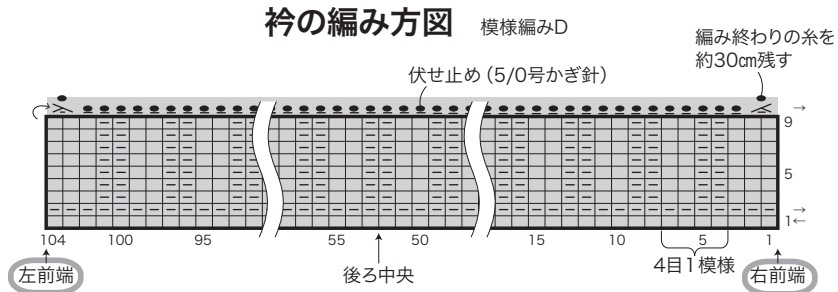 衿の編み方図 模様編みD
編み終わりの糸を
約30cm残す
伏せ止め（5/0号かぎ針）
→
9
5
→
1←
104 100 95 55 50 15 10 5 1
左前端 後ろ中央 4目1模様 右前端